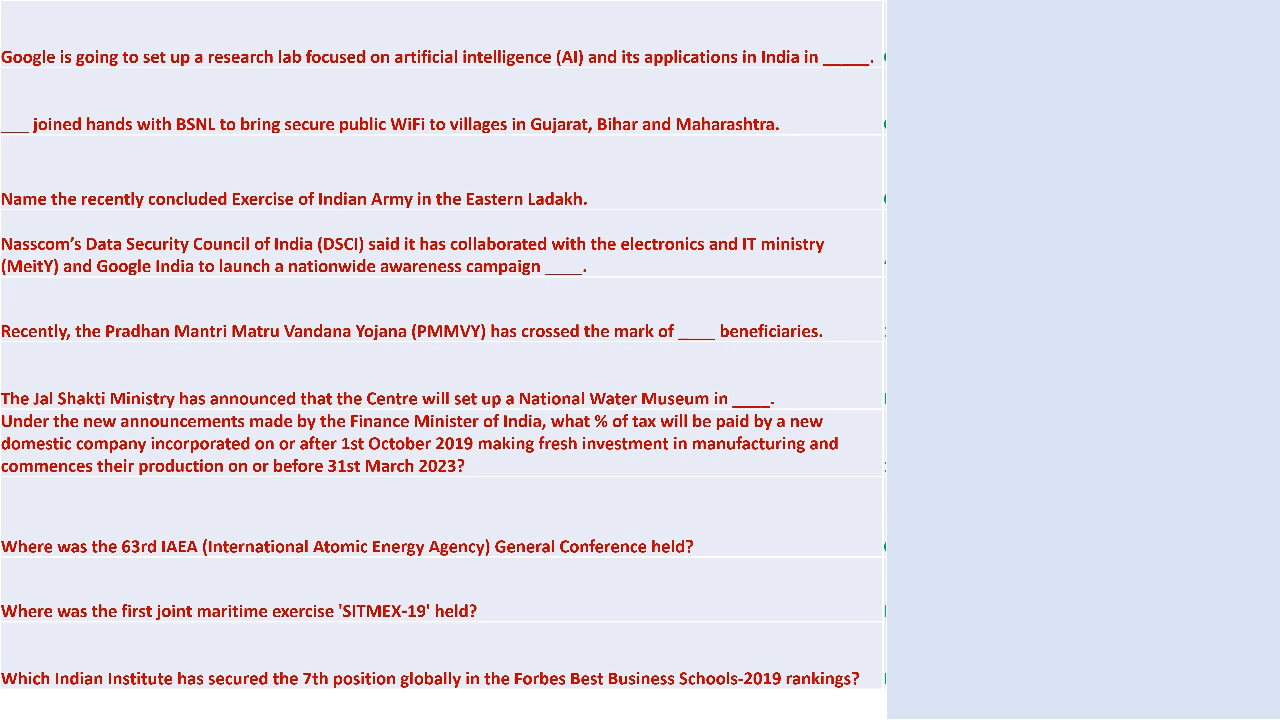 Google is going to set up a research lab focused on artificial intelligence (AI) and its applications in India in _____.
___ joined hands with BSNL to bring secure public WiFi to villages in Gujarat, Bihar and Maharashtra.
Name the recently concluded Exercise of Indian Army in the Eastern Ladakh.
Nasscom’s Data Security Council of India (DSCI) said it has collaborated with the electronics and IT ministry
(MeitY) and Google India to launch a nationwide awareness campaign ____.
Recently, the Pradhan Mantri Matru Vandana Yojana (PMMVY) has crossed the mark of ____ beneficiaries.
The Jal Shakti Ministry has announced that the Centre will set up a National Water Museum in ____.
Under the new announcements made by the Finance Minister of India, what % of tax will be paid by a new
domestic company incorporated on or after 1st October 2019 making fresh investment in manufacturing and
commences their production on or before 31st March 2023?
Where was the 63rd IAEA (International Atomic Energy Agency) General Conference held?
Where was the first joint maritime exercise 'SITMEX-19' held?
Which Indian Institute has secured the 7th position globally in the Forbes Best Business Schools-2019 rankings?